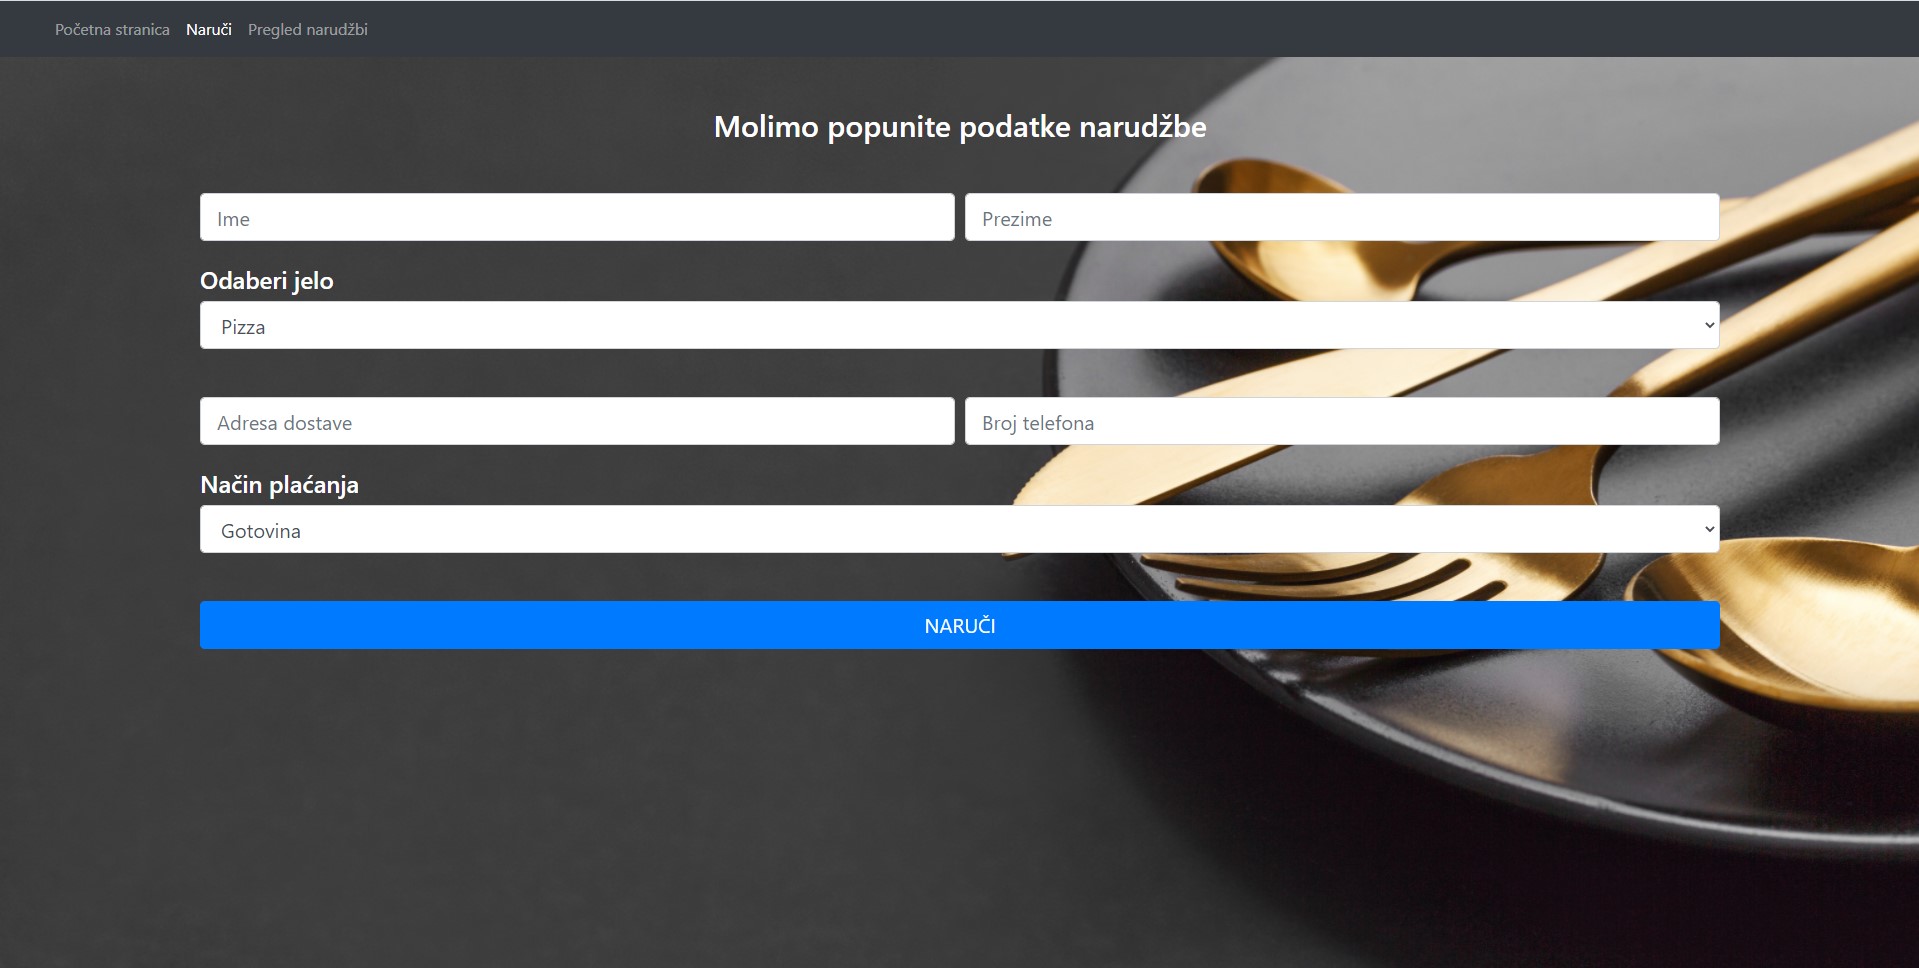 Početna stranica Naruči Pregled narudžbi
Molimo popunite podatke narudžbe
Ime Prezime
Odaberi jelo
Pizza
Adresa dostave Broj telefona
Način plaćanja
Gotovina
NARUČI